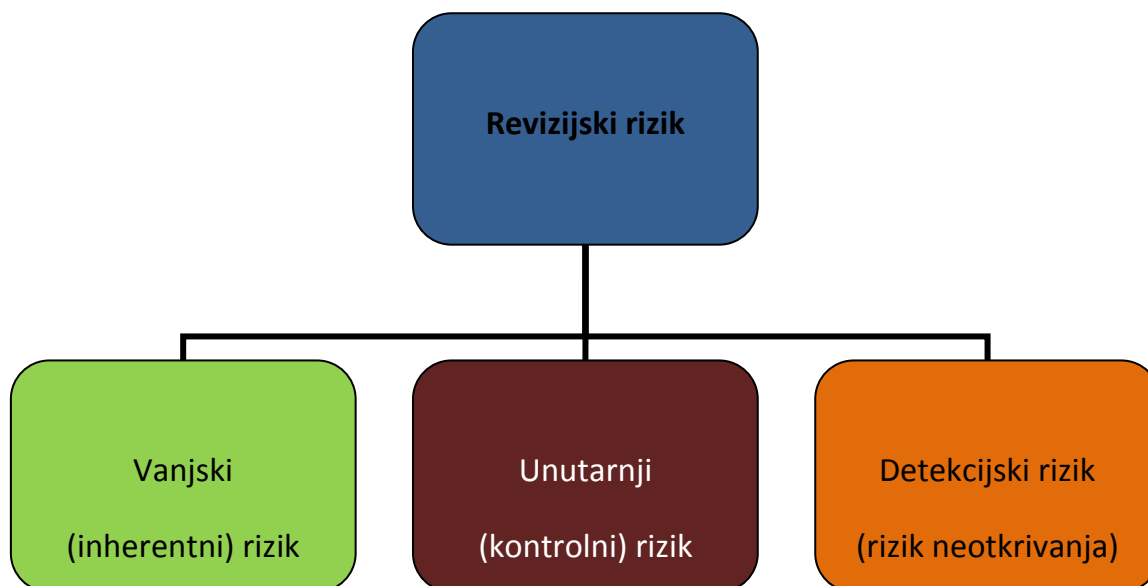 Revizijski rizik
Vanjski
(inherentni) rizik
Unutarnji
(kontrolni) rizik
Detekcijski rizik
(rizik neotkrivanja)